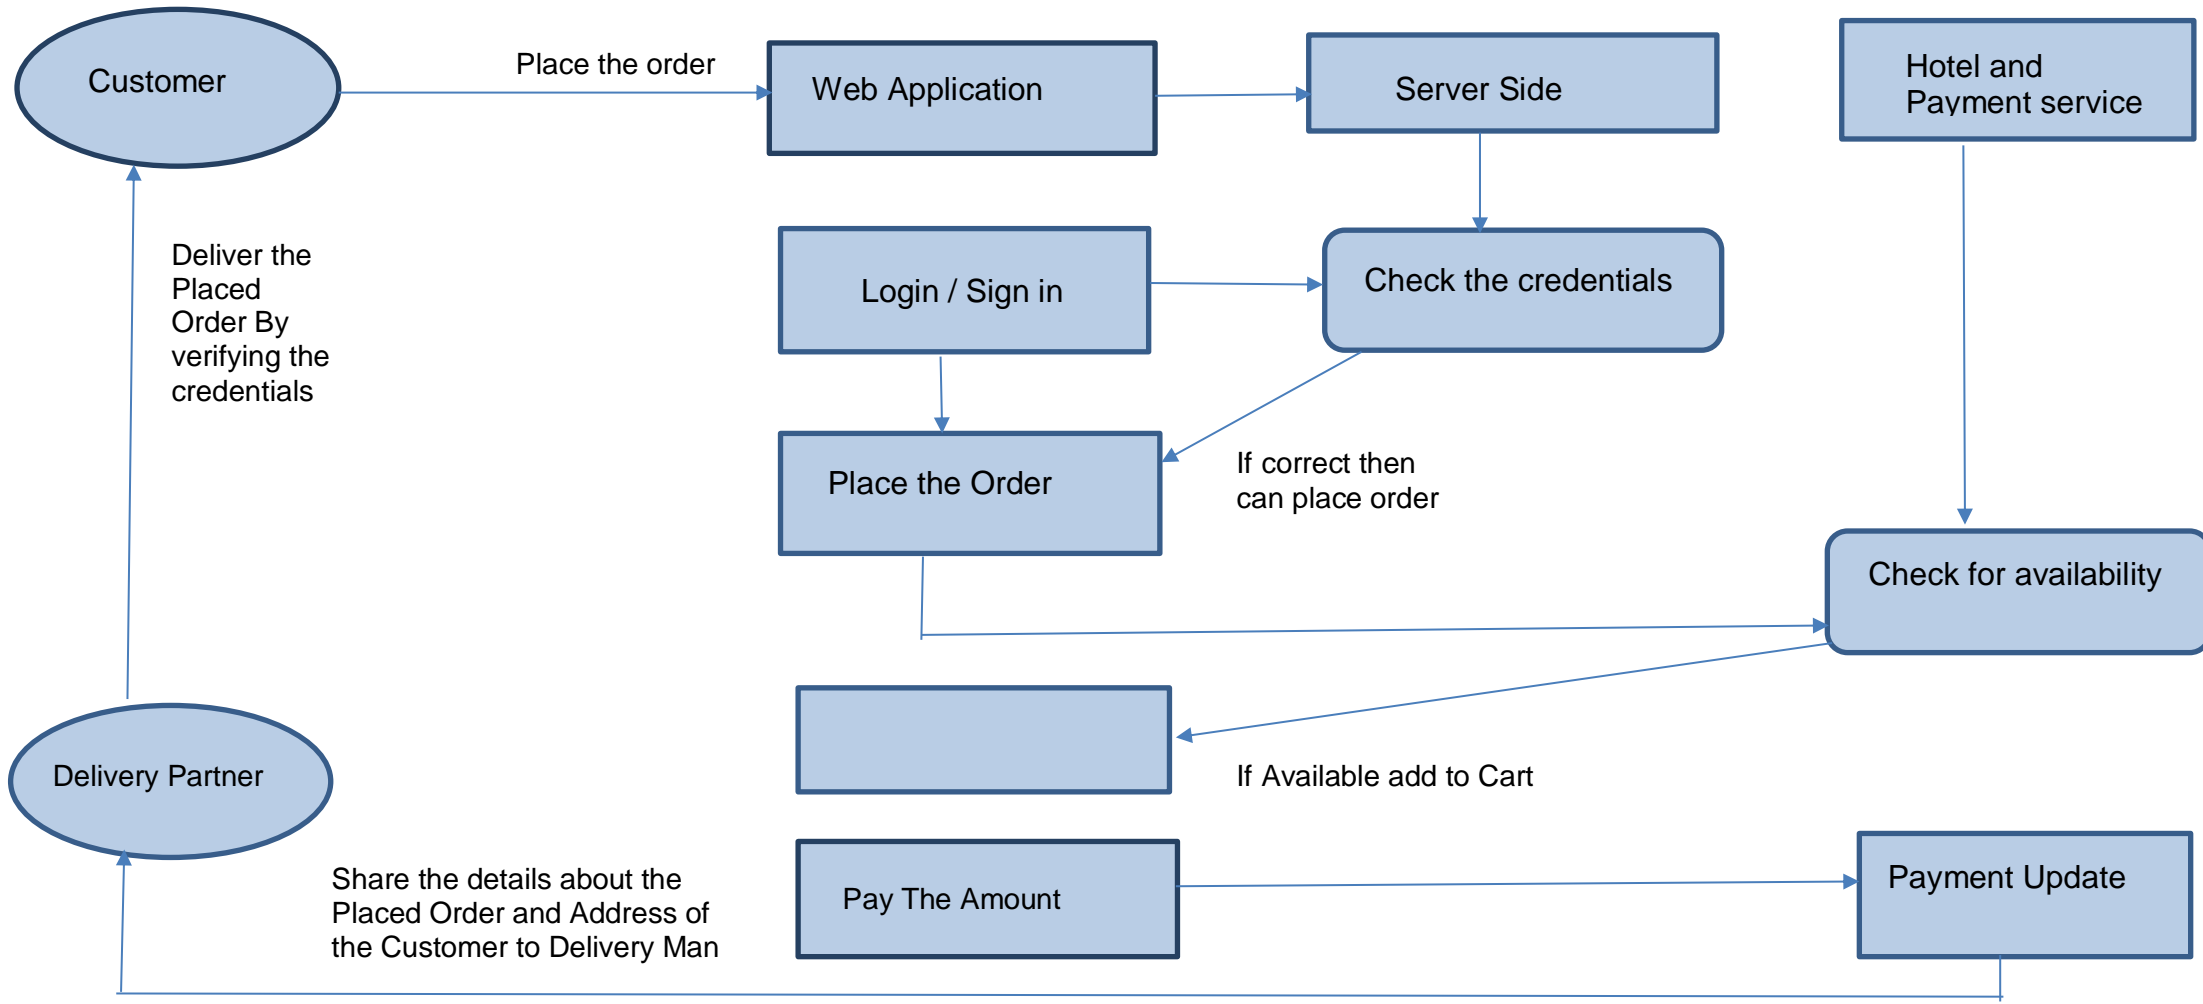 Customer
Place the order
Web Application
Server Side
Hotel and
Payment service
Deliver the
Placed
Order By
verifying the
credentials
Login / Sign in
Check the credentials
Place the Order
If correct then
can place order
Check for availability
Delivery Partner
If Available add to Cart
Share the details about the
Placed Order and Address of
the Customer to Delivery Man
Pay The Amount
Payment Update